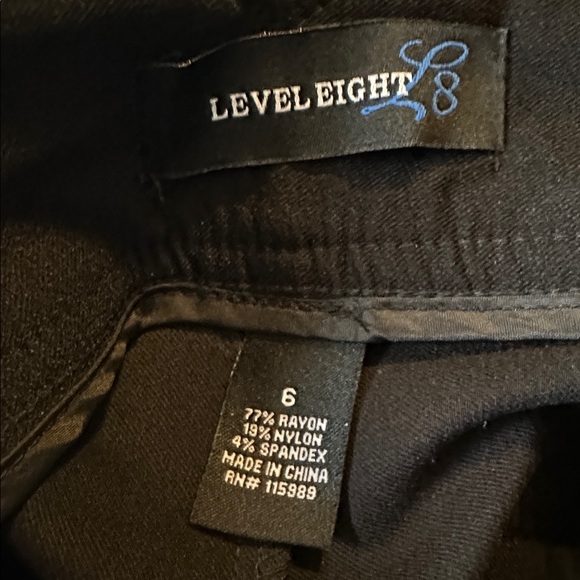 LEVEL EIGHT L8
6
77% RAYON
19% NYLON
4% SPANDEX
MADE IN CHINA
RN# 115989